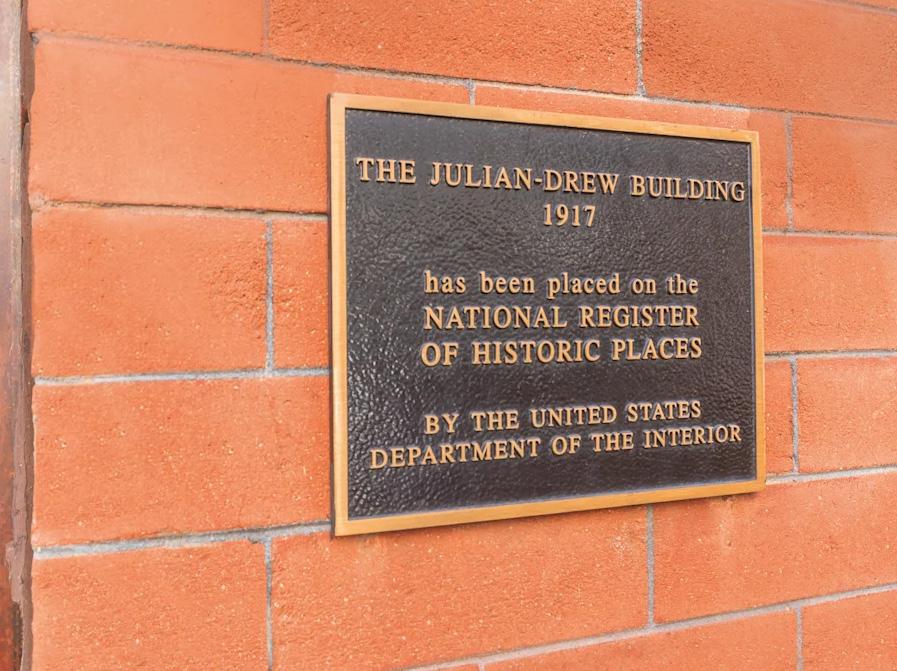 THE JULIAN-DREW BUILDING
1917
has been placed on the
NATIONAL REGISTER
OF HISTORIC PLACES
BY THE UNITED STATES
DEPARTMENT OF THE INTERIOR